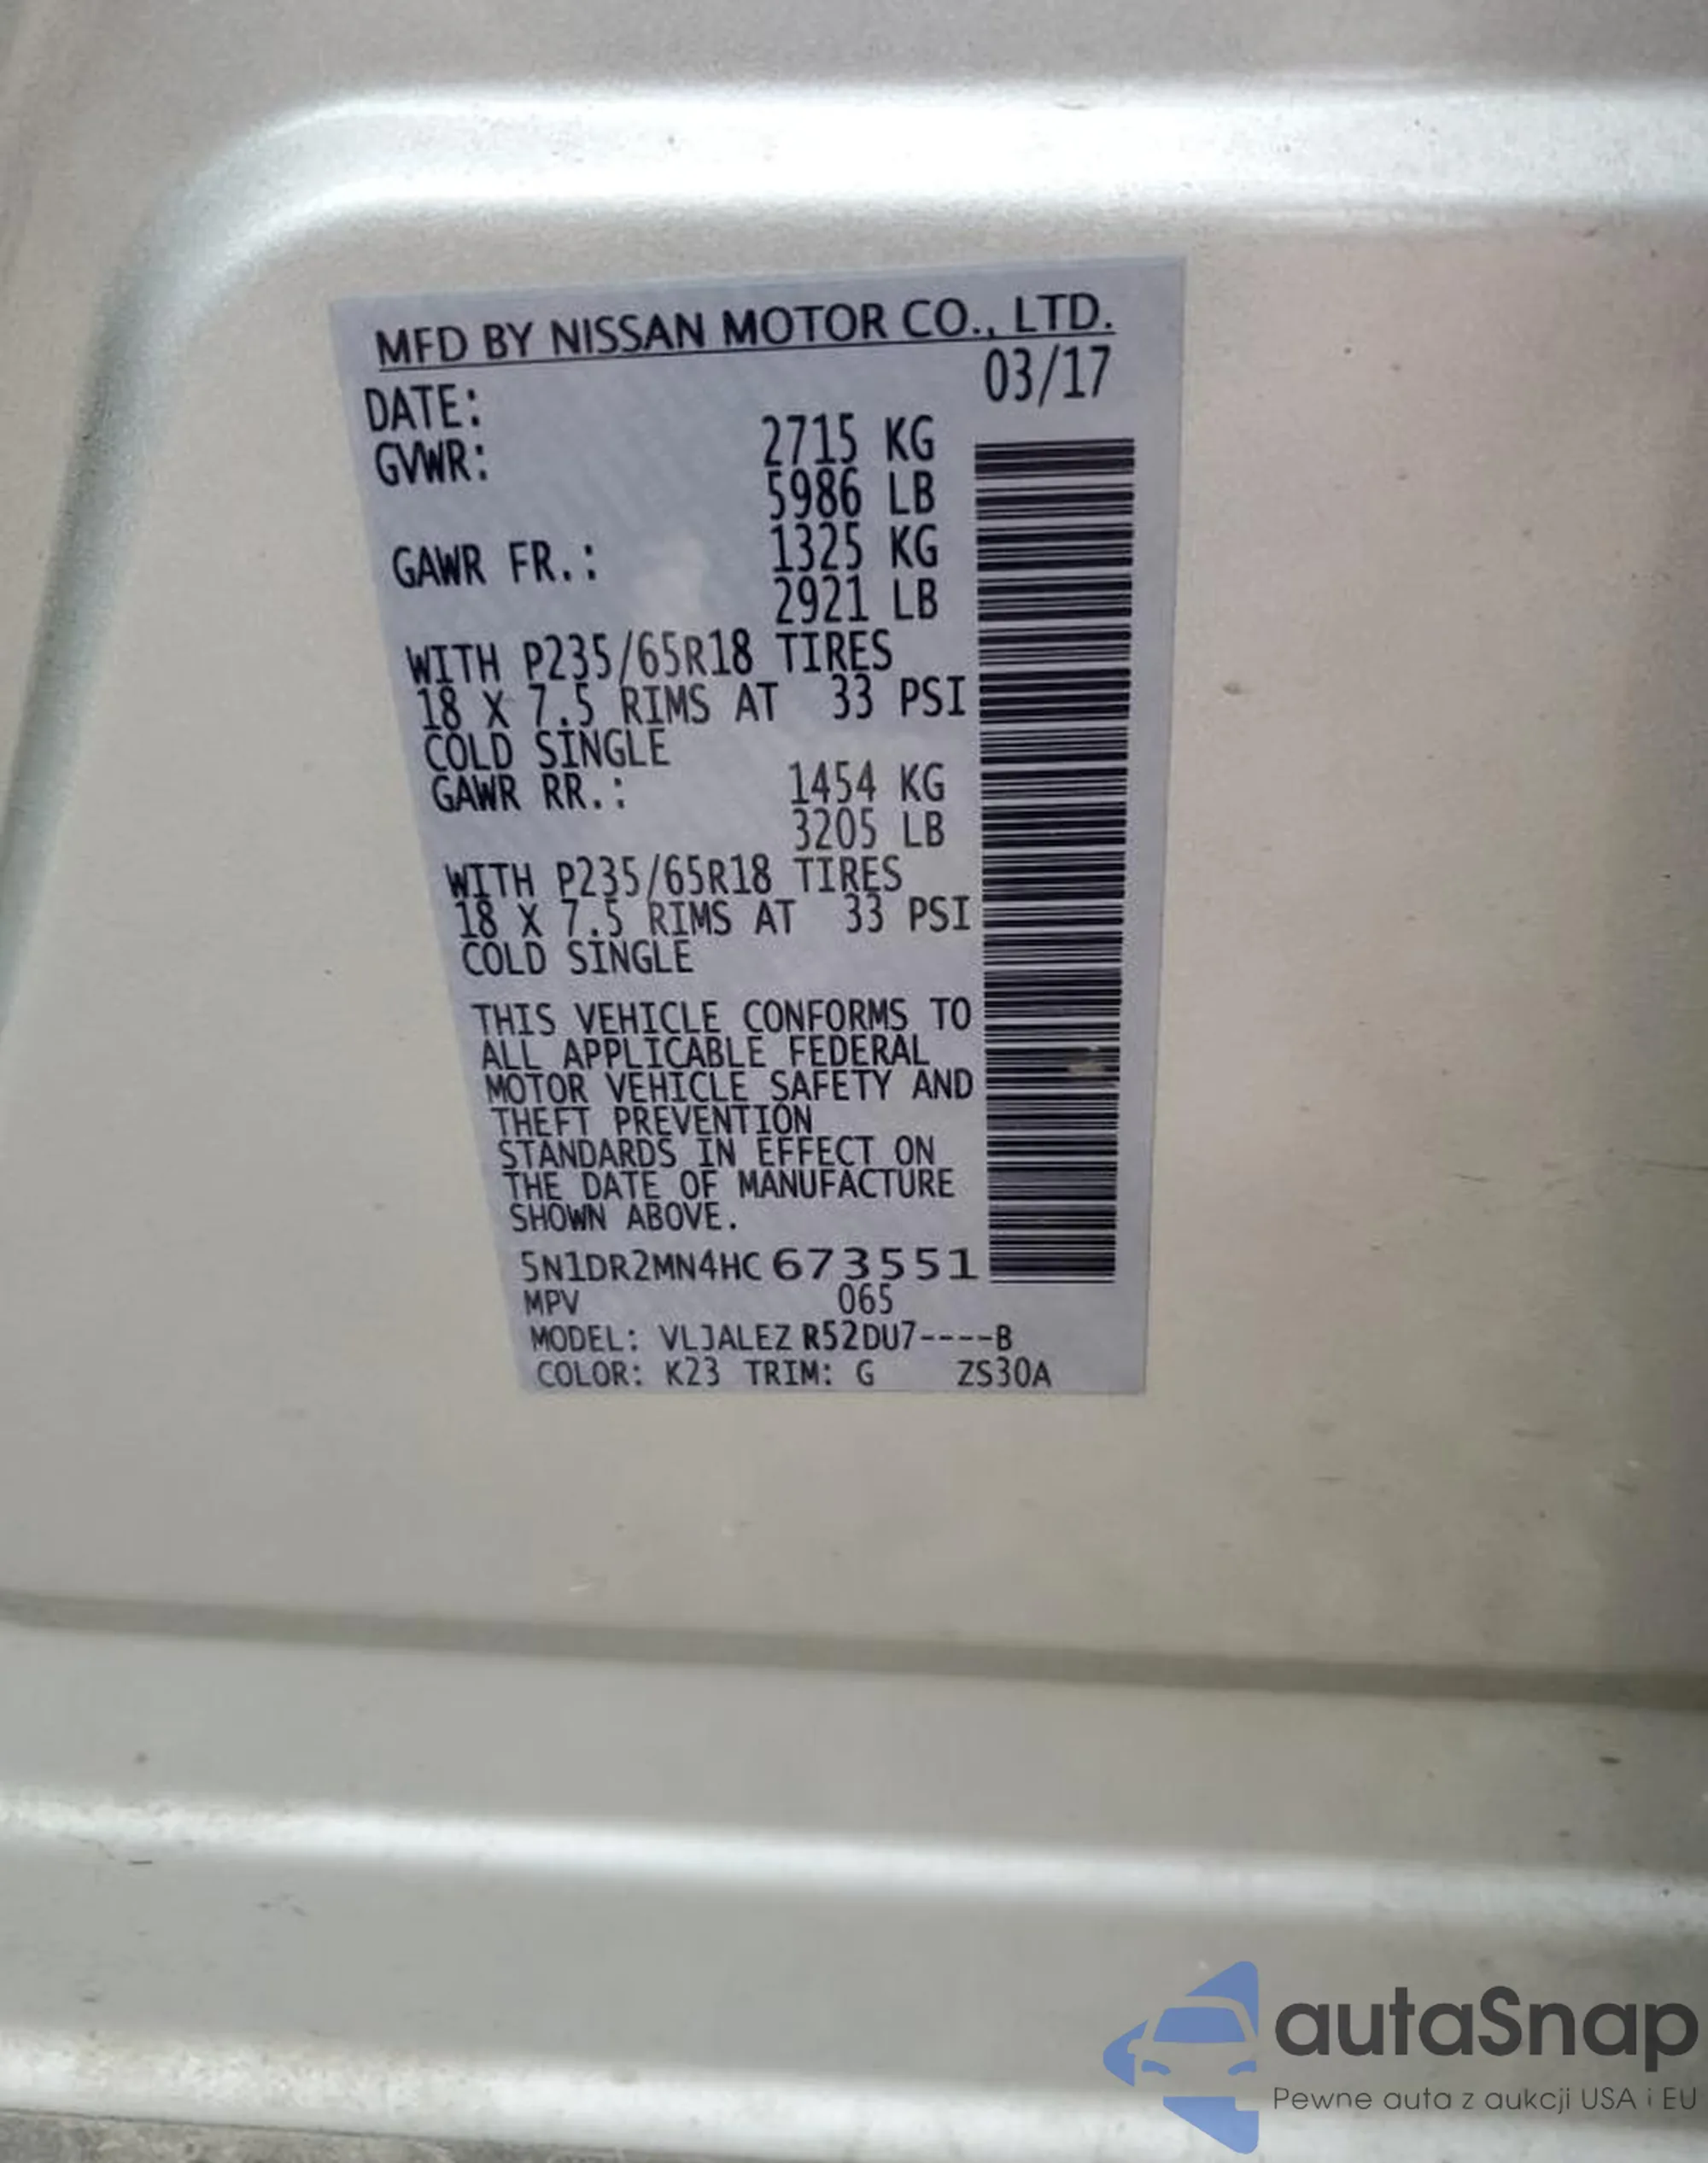 MFD BY NISSAN MOTOR CO., LTD.
DATE: 03/17
GVWR: 2715 KG
5986 LB
GAWR FR.: 1325 KG
2921 LB
WITH P235/65R18 TIRES
18 X 7.5 RIMS AT 33 PSI
COLD SINGLE
GAWR RR.: 1454 KG
3205 LB
WITH P235/65R18 TIRES
18 X 7.5 RIMS AT 33 PSI
COLD SINGLE
THIS VEHICLE CONFORMS TO
ALL APPLICABLE FEDERAL
MOTOR VEHICLE SAFETY AND
THEFT PREVENTION
STANDARDS IN EFFECT ON
THE DATE OF MANUFACTURE
SHOWN ABOVE.
5N1DR2MN4HC673551
MPV 065
MODEL: VLJALEZ R52DU7----B
COLOR: K23 TRIM: G ZS30A
autaSnap
Pewne auta z aukcji USA i EU